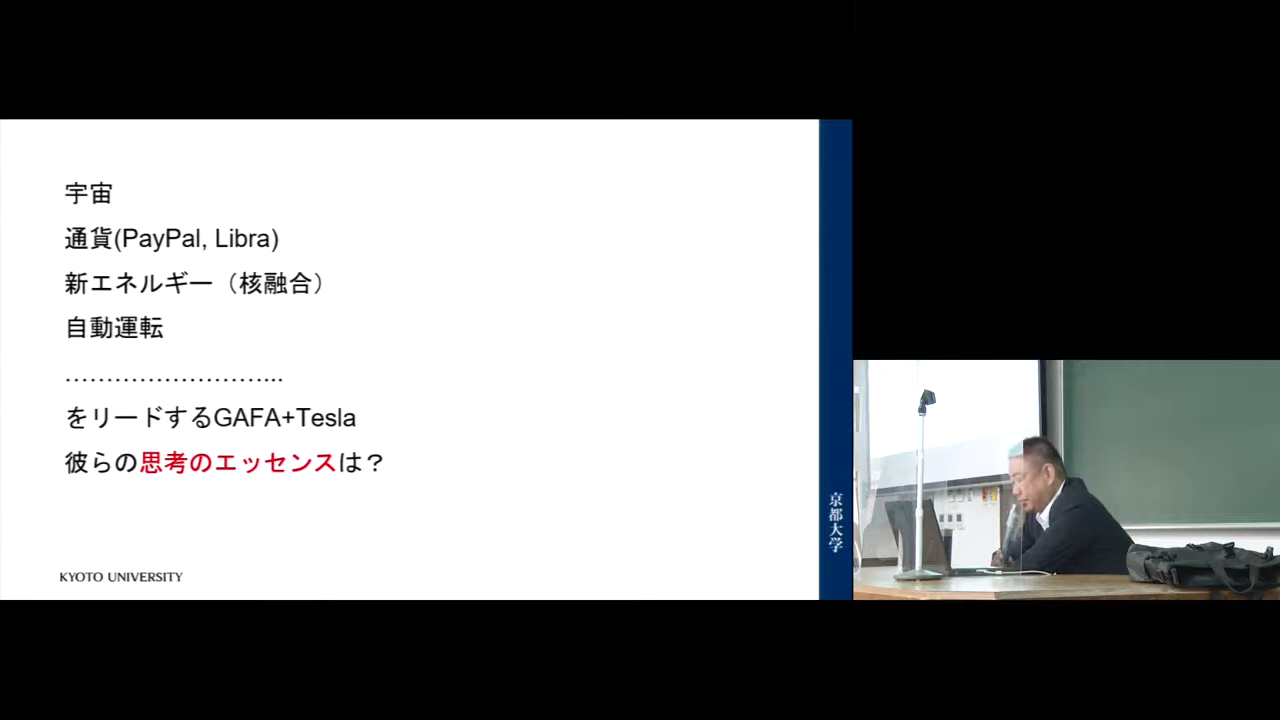 宇宙
通貨(PayPal, Libra)
新エネルギー（核融合）
自動運転
………………………...
をリードするGAFA+Tesla
彼らの思考のエッセンスは？
京都大学
KYOTO UNIVERSITY